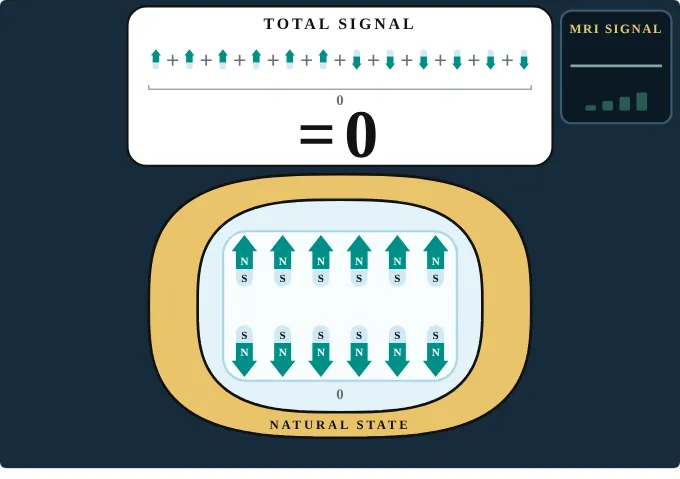 TOTAL SIGNAL
+ + + + + + + + + + +
0
= 0
MRI SIGNAL
N N N N N N
S S S S S S
S S S S S S
N N N N N N
0
NATURAL STATE